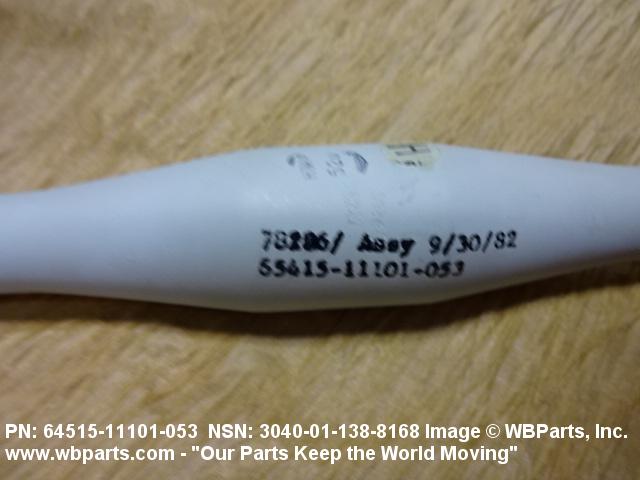 78286/ Assy 9/30/82
65415-11101-053
PN: 64515-11101-053 NSN: 3040-01-138-8168 Image © WBParts, Inc.
www.wbparts.com - "Our Parts Keep the World Moving"